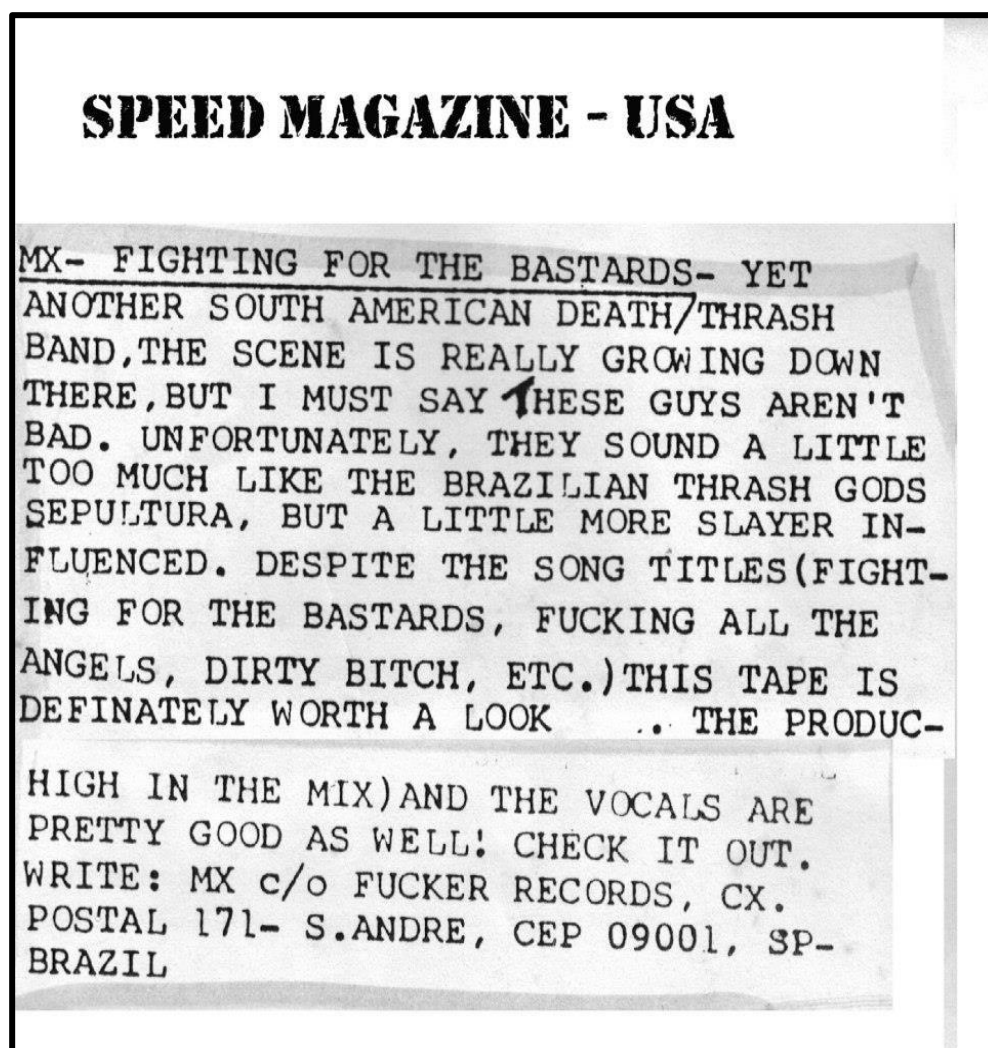 SPEED MAGAZINE - USA
MX- FIGHTING FOR THE BASTARDS- YET
ANOTHER SOUTH AMERICAN DEATH/THRASH
BAND,THE SCENE IS REALLY GROWING DOWN
THERE,BUT I MUST SAY THESE GUYS AREN'T
BAD. UNFORTUNATELY, THEY SOUND A LITTLE
TOO MUCH LIKE THE BRAZILIAN THRASH GODS
SEPULTURA, BUT A LITTLE MORE SLAYER IN-
FLUENCED. DESPITE THE SONG TITLES(FIGHT-
ING FOR THE BASTARDS, FUCKING ALL THE
ANGELS, DIRTY BITCH, ETC.)THIS TAPE IS
DEFINATELY WORTH A LOOK .. THE PRODUC-
HIGH IN THE MIX)AND THE VOCALS ARE
PRETTY GOOD AS WELL! CHECK IT OUT.
WRITE: MX c/o FUCKER RECORDS, CX.
POSTAL 171- S.ANDRE, CEP 09001, SP-
BRAZIL